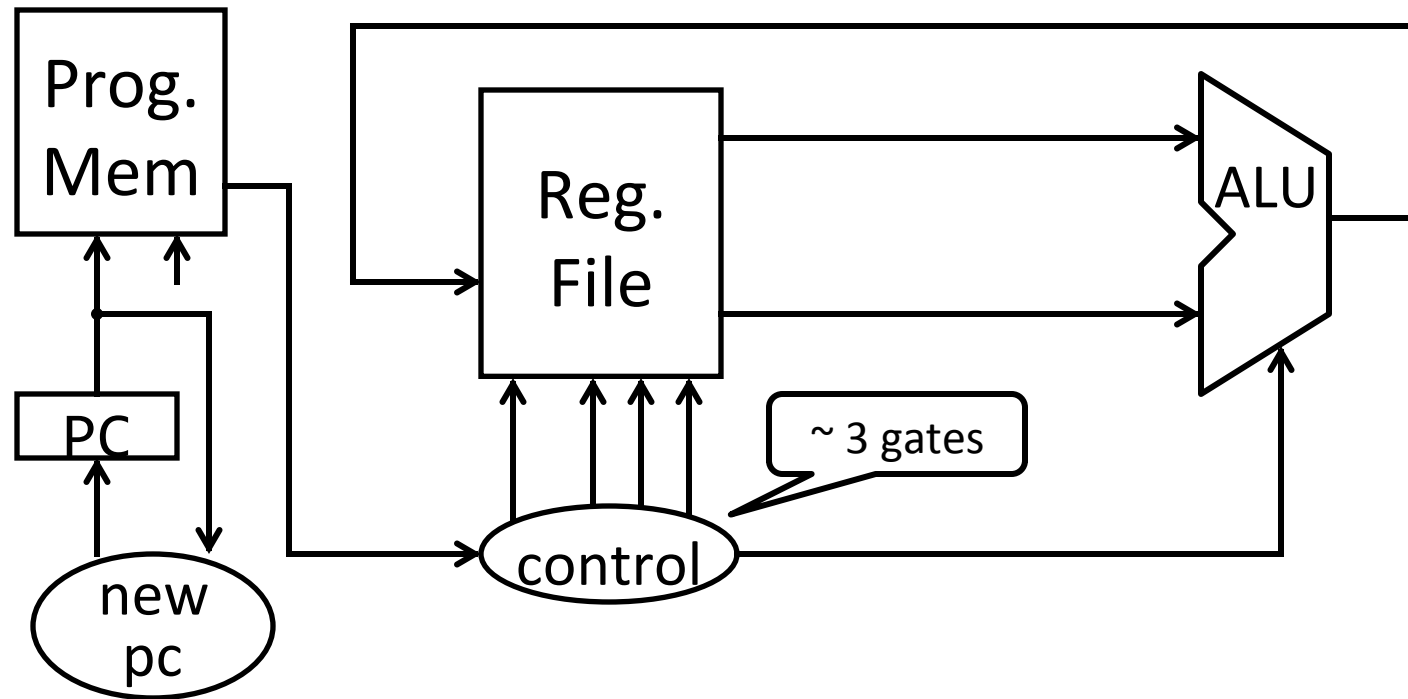 Prog.
Mem
Reg.
File
ALU
PC
~ 3 gates
control
new
pc